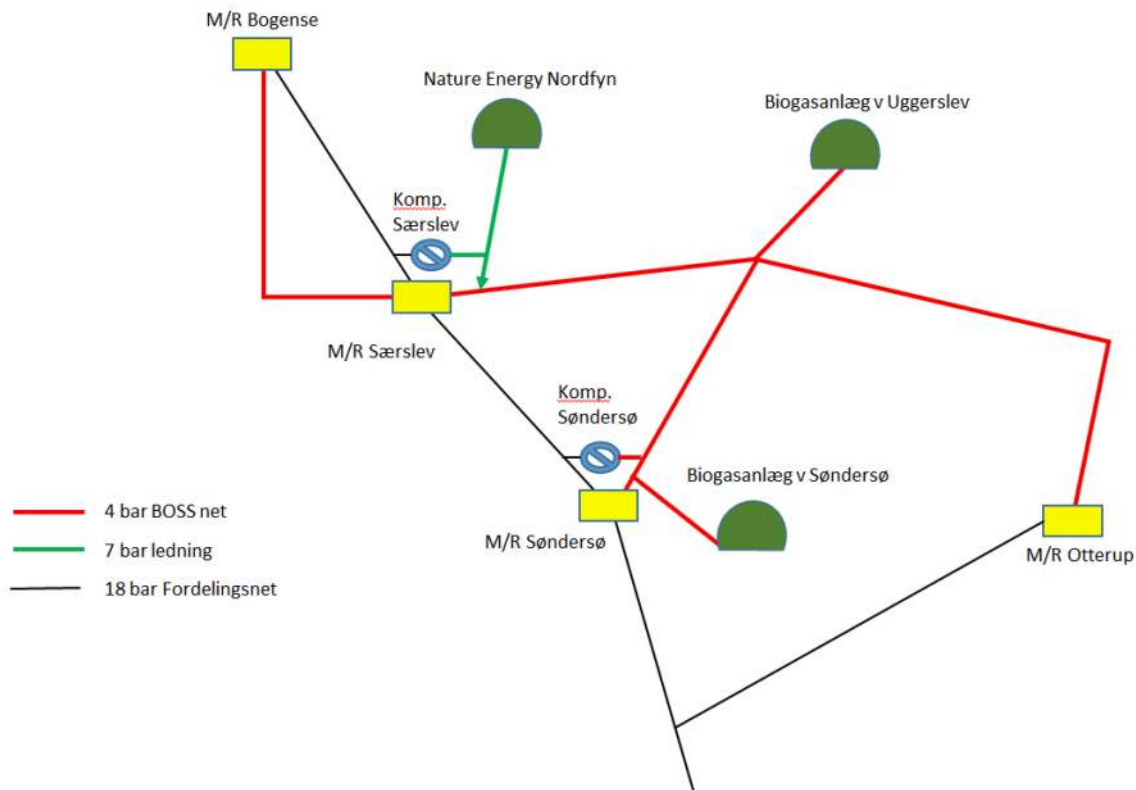 M/R Bogense
Nature Energy Nordfyn
Biogasanlæg v Uggerslev
Komp.
Særslev
M/R Særslev
Komp.
Søndersø
Biogasanlæg v Søndersø
4 bar BOSS net
M/R Søndersø
7 bar ledning
M/R Otterup
18 bar Fordelingsnet